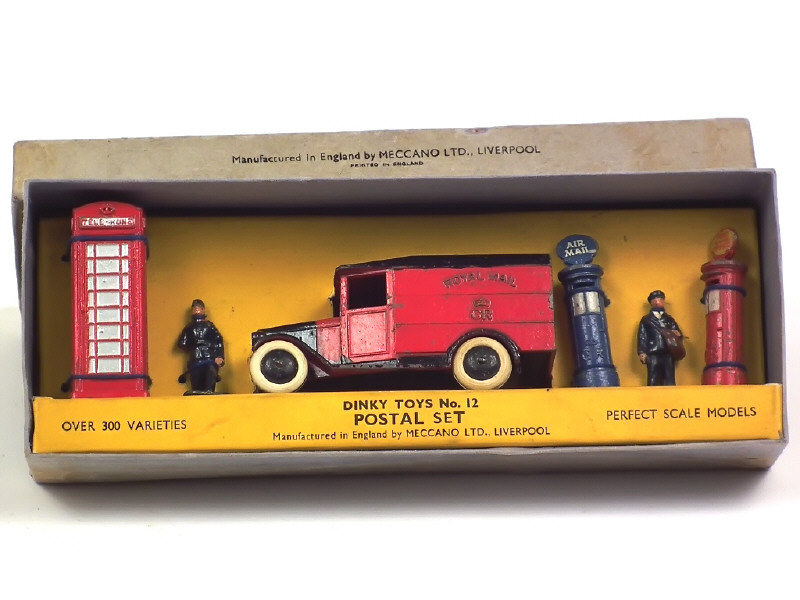 Manufactured in England by MECCANO LTD., LIVERPOOL
PRINTED IN ENGLAND
TELEPHONE
ROYAL MAIL
GR
AIR
MAIL
OVER 300 VARIETIES
DINKY TOYS No. 12
POSTAL SET
Manufactured in England by MECCANO LTD., LIVERPOOL
PERFECT SCALE MODELS